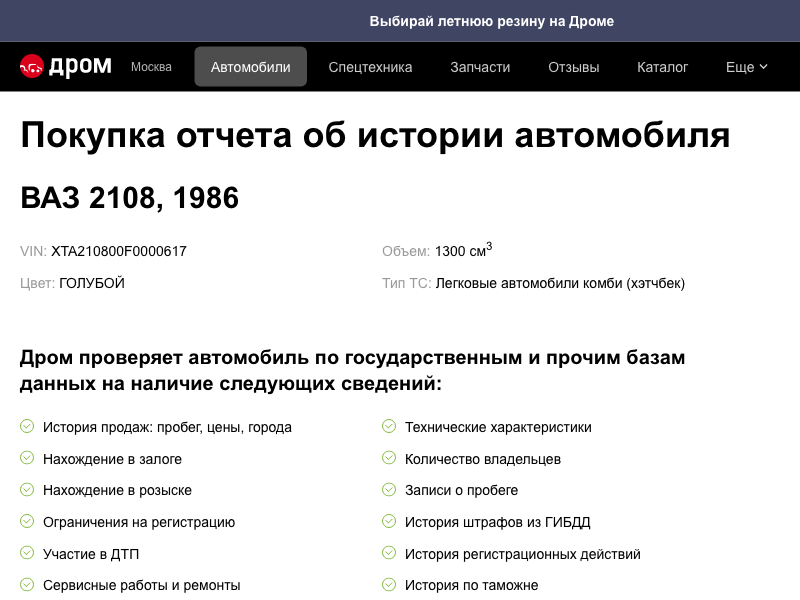 Выбирай летнюю резину на Дроме
дром Москва Автомобили Спецтехника Запчасти Отзывы Каталог Еще
Покупка отчета об истории автомобиля
ВАЗ 2108, 1986
VIN: XTA210800F0000617
Объем: 1300 см³
Цвет: ГОЛУБОЙ
Тип ТС: Легковые автомобили комби (хэтчбек)
Дром проверяет автомобиль по государственным и прочим базам
данных на наличие следующих сведений:
История продаж: пробег, цены, города
Нахождение в залоге
Нахождение в розыске
Ограничения на регистрацию
Участие в ДТП
Сервисные работы и ремонты
Технические характеристики
Количество владельцев
Записи о пробеге
История штрафов из ГИБДД
История регистрационных действий
История по таможне